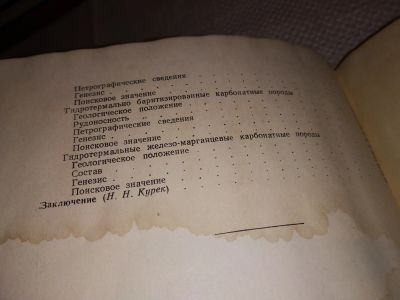 Петрографические сведения . . . . . .
Генезис . . . . . . . . .
Поисковое значение . . . . . . .
Гидротермально баритизированные карбонатные породы
Геологическое положение . . . . . .
Рудоносность . . . . . . . .
Петрографические сведения . . . . . .
Генезис . . . . . . . . .
Поисковое значение . . . . . . .
Гидротермальные железо-марганцевые карбонатные породы
Геологическое положение . . . . . .
Состав . . . . . . . . .
Генезис . . . . . . . . .
Поисковое значение . . . . . . .
Заключение (Н. Н. Курек) . . . . . .